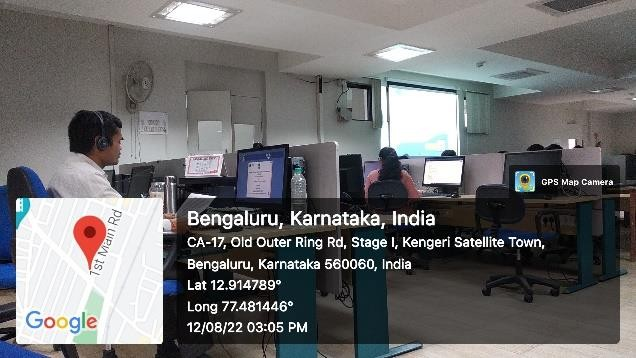 GPS Map Camera
1st Main Rd
Google
Bengaluru, Karnataka, India
CA-17, Old Outer Ring Rd, Stage I, Kengeri Satellite Town,
Bengaluru, Karnataka 560060, India
Lat 12.914789°
Long 77.481446°
12/08/22 03:05 PM